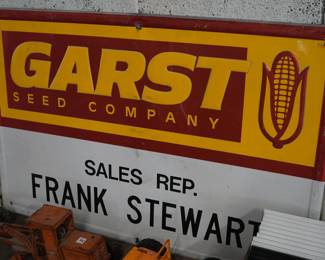 GARST
SEED COMPANY
SALES REP.
FRANK STEWART